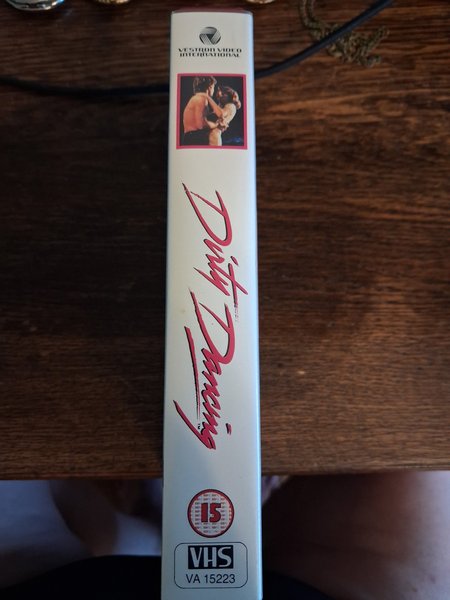 VESTRON VIDEO
INTERNATIONAL
Dirty Dancing
15
VHS
VA 15223